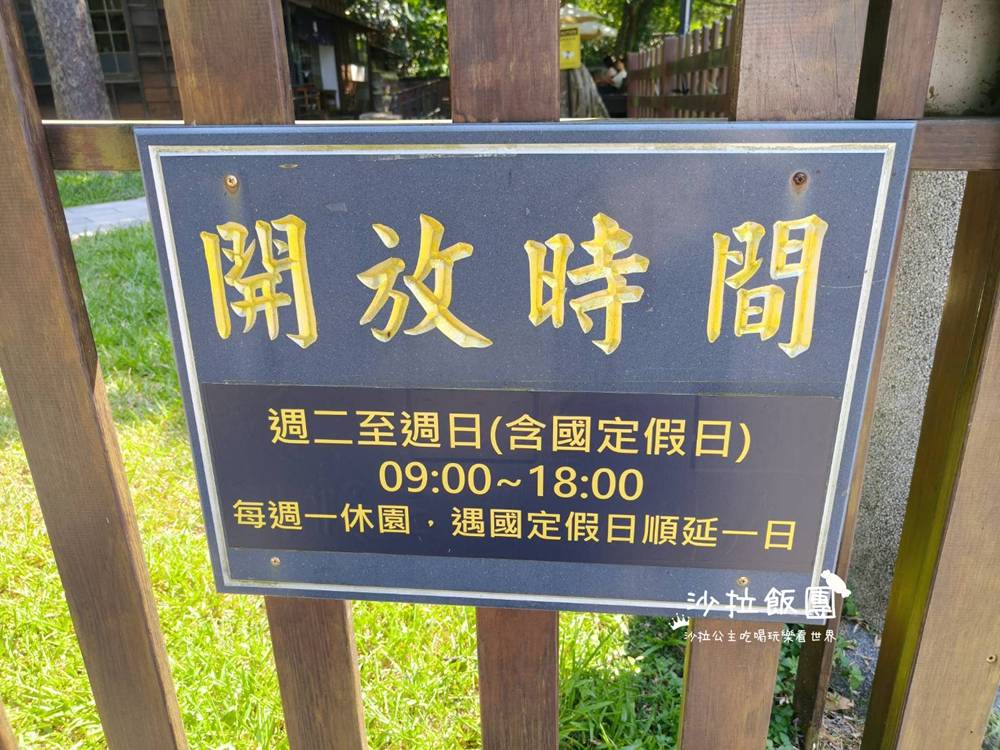 開放時間
週二至週日(含國定假日)
09:00~18:00
每週一休園，遇國定假日順延一日
沙拉飯團
沙拉公主吃喝玩樂看世界